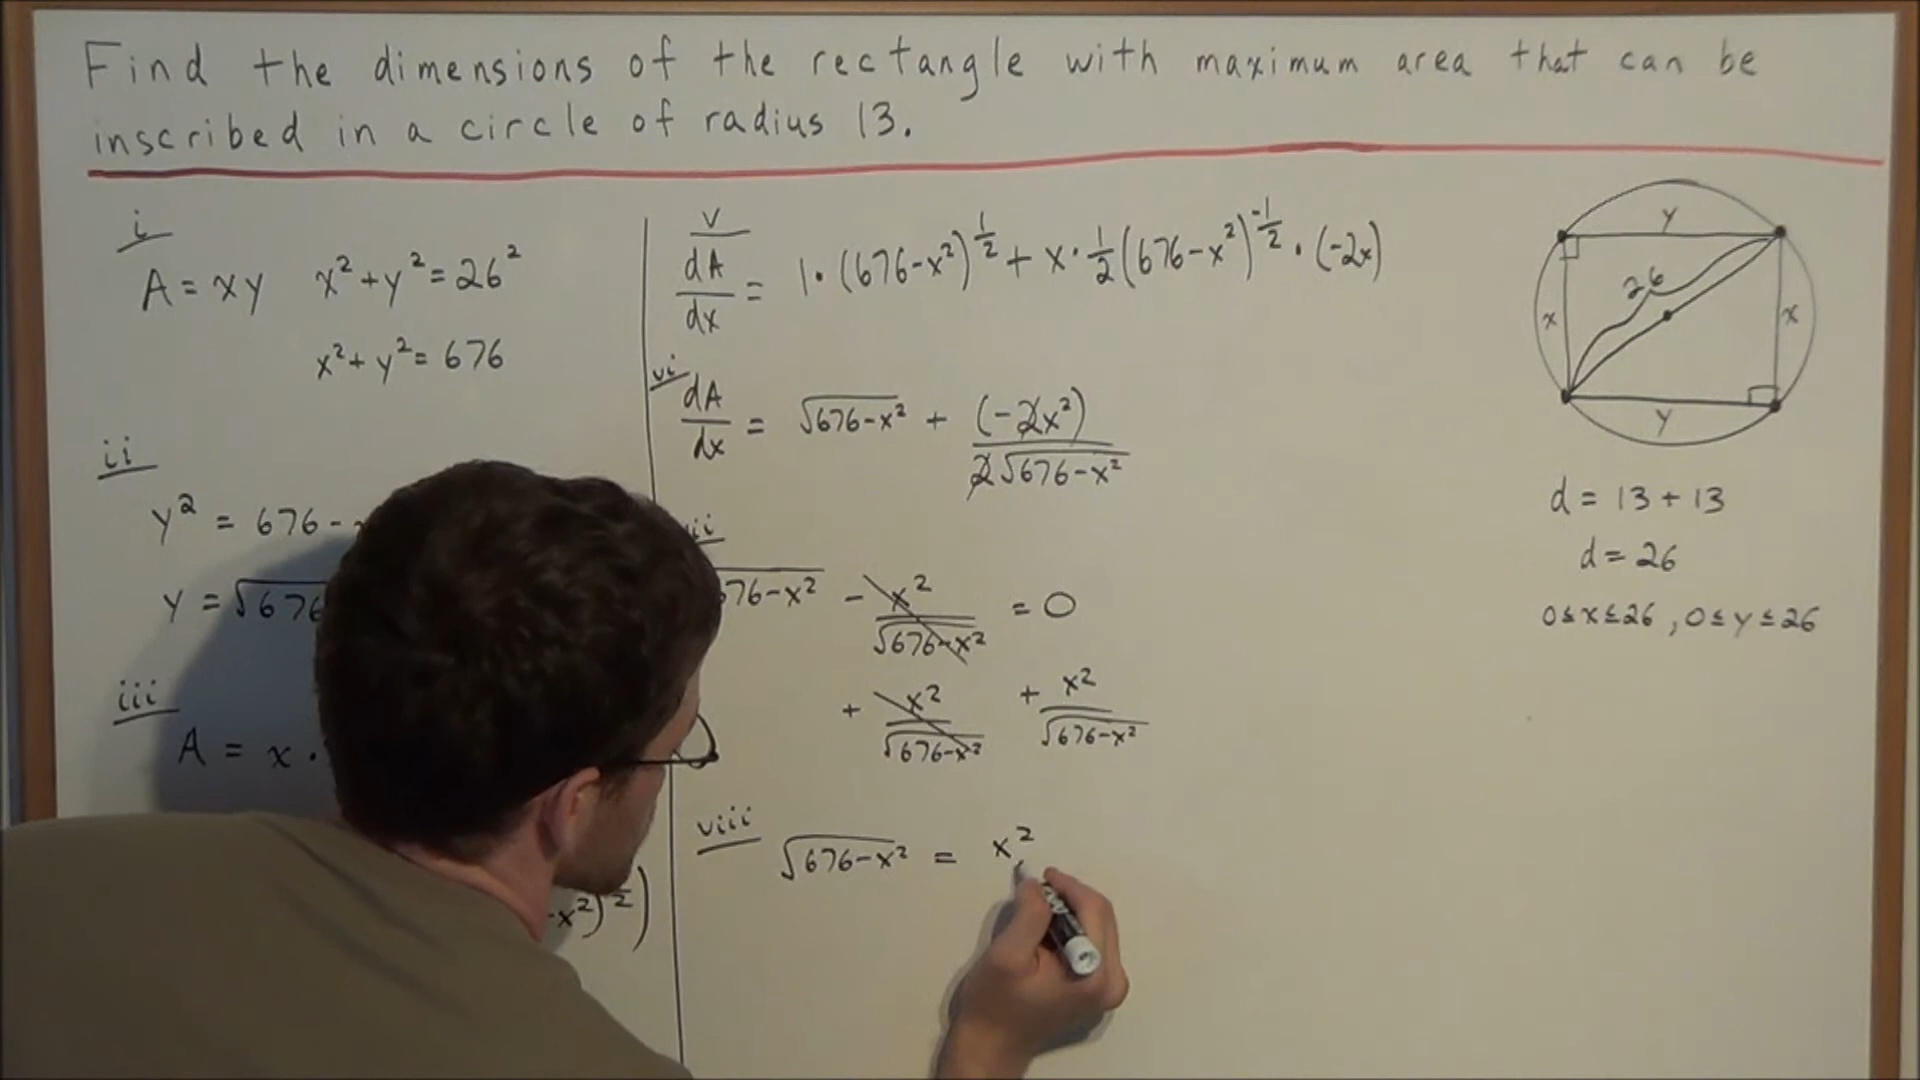 Find the dimensions of the rectangle with maximum area that can be
inscribed in a circle of radius 13.
i
A = xy x² + y² = 26²
x² + y² = 676
ii
y² = 676 -
y = √676
iii
A = x ·
-x²)^½)
v
dA/dx = 1 · (676-x²)^½ + x · ½(676-x²)^-½ · (-2x)
vi
dA/dx = √676-x² + (-2x²)/2√676-x²
76-x² - x²/√676-x² = 0
+ x²/√676-x² + x²/√676-x²
viii
√676-x² = x²
y
x 26 x
y
d = 13 + 13
d = 26
0 ≤ x ≤ 26 , 0 ≤ y ≤ 26